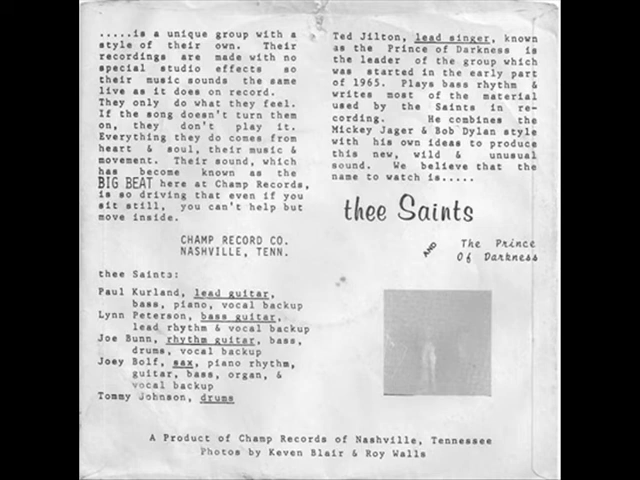 .....is a unique group with a
style of their own. Their
recordings are made with no
special studio effects so
their music sounds the same
live as it does on record.
They only do what they feel.
If the song doesn't turn them
on, they don't play it.
Everything they do comes from
heart & soul, their music &
movement. Their sound, which
has become known as the
BIG BEAT here at Champ Records,
is so driving that even if you
sit still, you can't help but
move inside.
CHAMP RECORD CO.
NASHVILLE, TENN.
thee Saints:
Paul Kurland, lead guitar,
bass, piano, vocal backup
Lynn Peterson, bass guitar,
lead rhythm & vocal backup
Joe Bunn, rhythm guitar, bass,
drums, vocal backup
Joey Bolf, sax, piano rhythm,
guitar, bass, organ, &
vocal backup
Tommy Johnson, drums
Ted Jilton, lead singer, known
as the Prince of Darkness is
the leader of the group which
was started in the early part
of 1965. Plays bass rhythm &
writes most of the material
used by the Saints in re-
cording. He combines the
Mickey Jager & Bob Dylan style
with his own ideas to produce
this new, wild & unusual
sound. We believe that the
name to watch is.....
thee Saints
AND The Prince
Of Darkness
A Product of Champ Records of Nashville, Tennessee
Photos by Keven Blair & Roy Walls